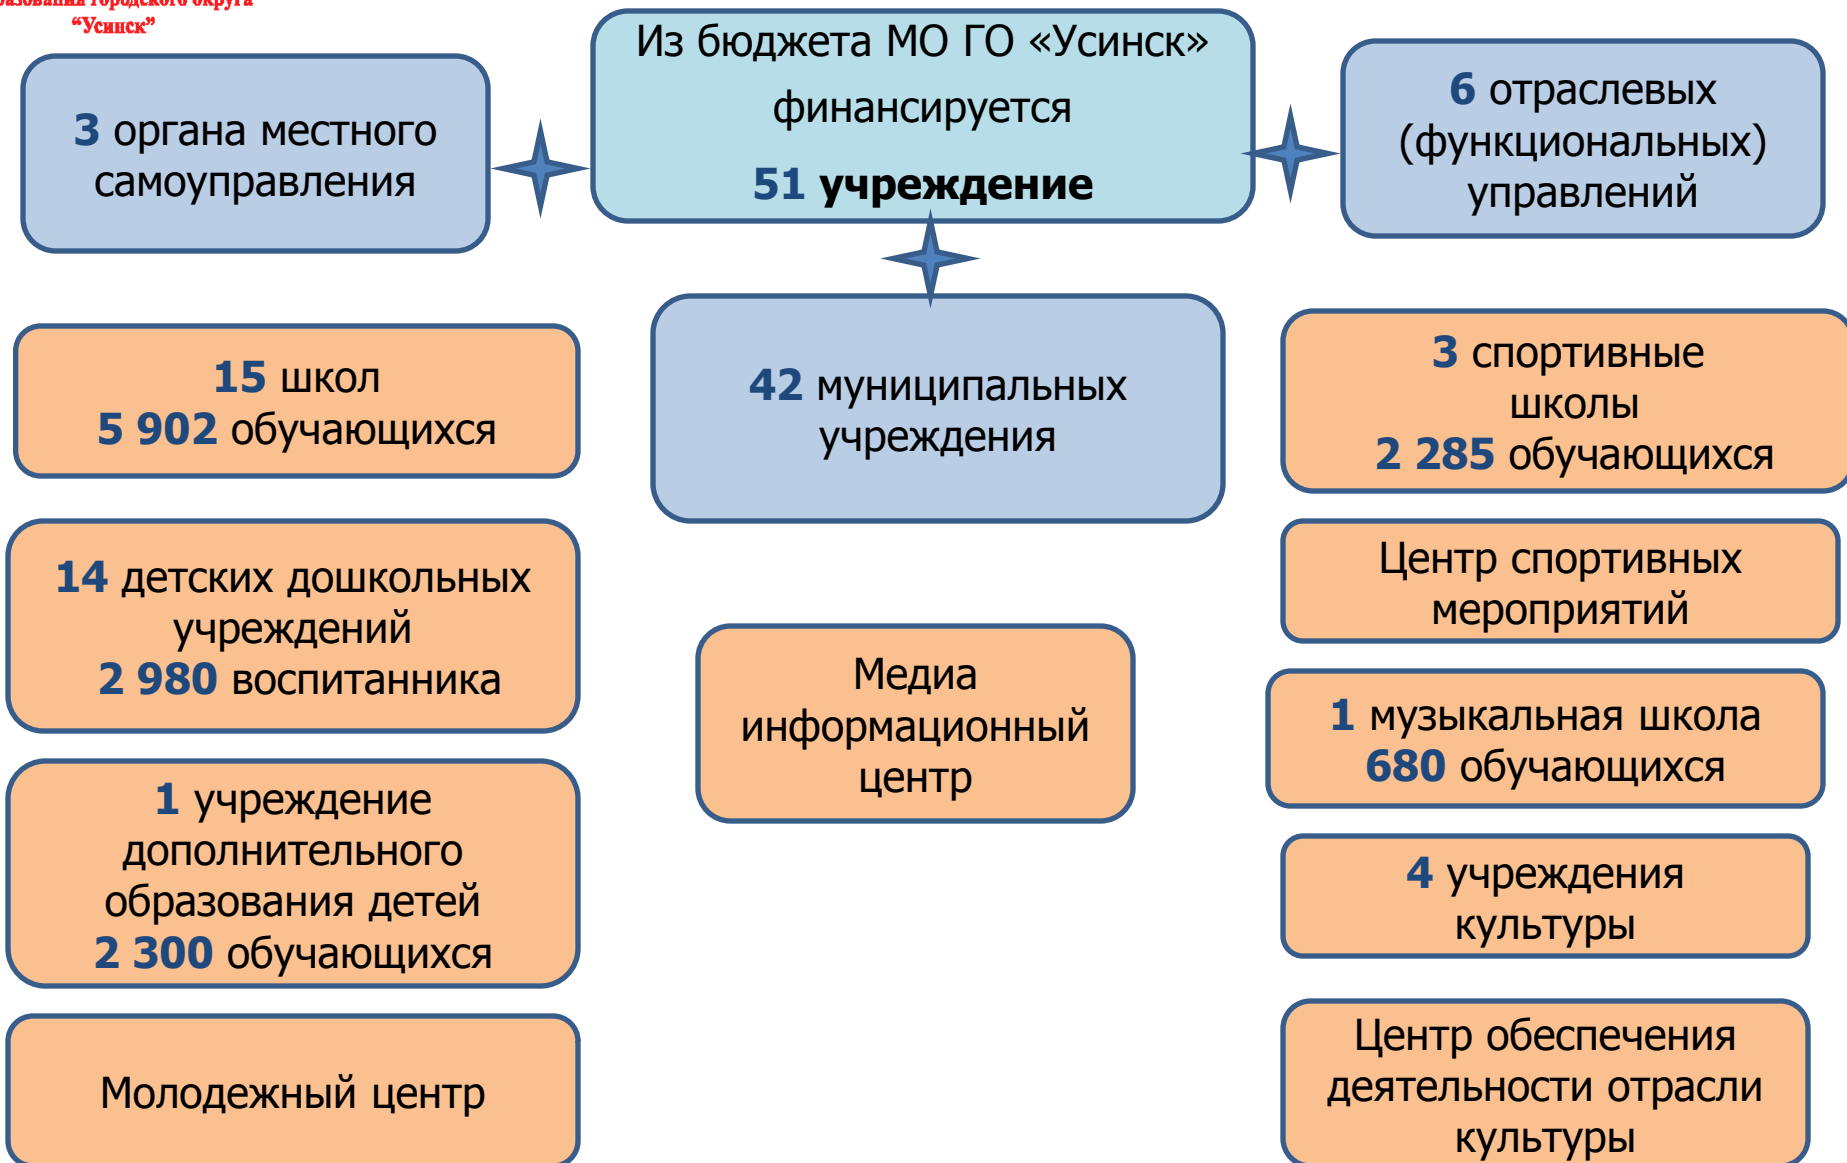 городского округа
“Усинск”
Из бюджета МО ГО «Усинск»
финансируется
51 учреждение
3 органа местного
самоуправления
6 отраслевых
(функциональных)
управлений
42 муниципальных
учреждения
15 школ
5 902 обучающихся
14 детских дошкольных
учреждений
2 980 воспитанника
1 учреждение
дополнительного
образования детей
2 300 обучающихся
Молодежный центр
Медиа
информационный
центр
3 спортивные
школы
2 285 обучающихся
Центр спортивных
мероприятий
1 музыкальная школа
680 обучающихся
4 учреждения
культуры
Центр обеспечения
деятельности отрасли
культуры